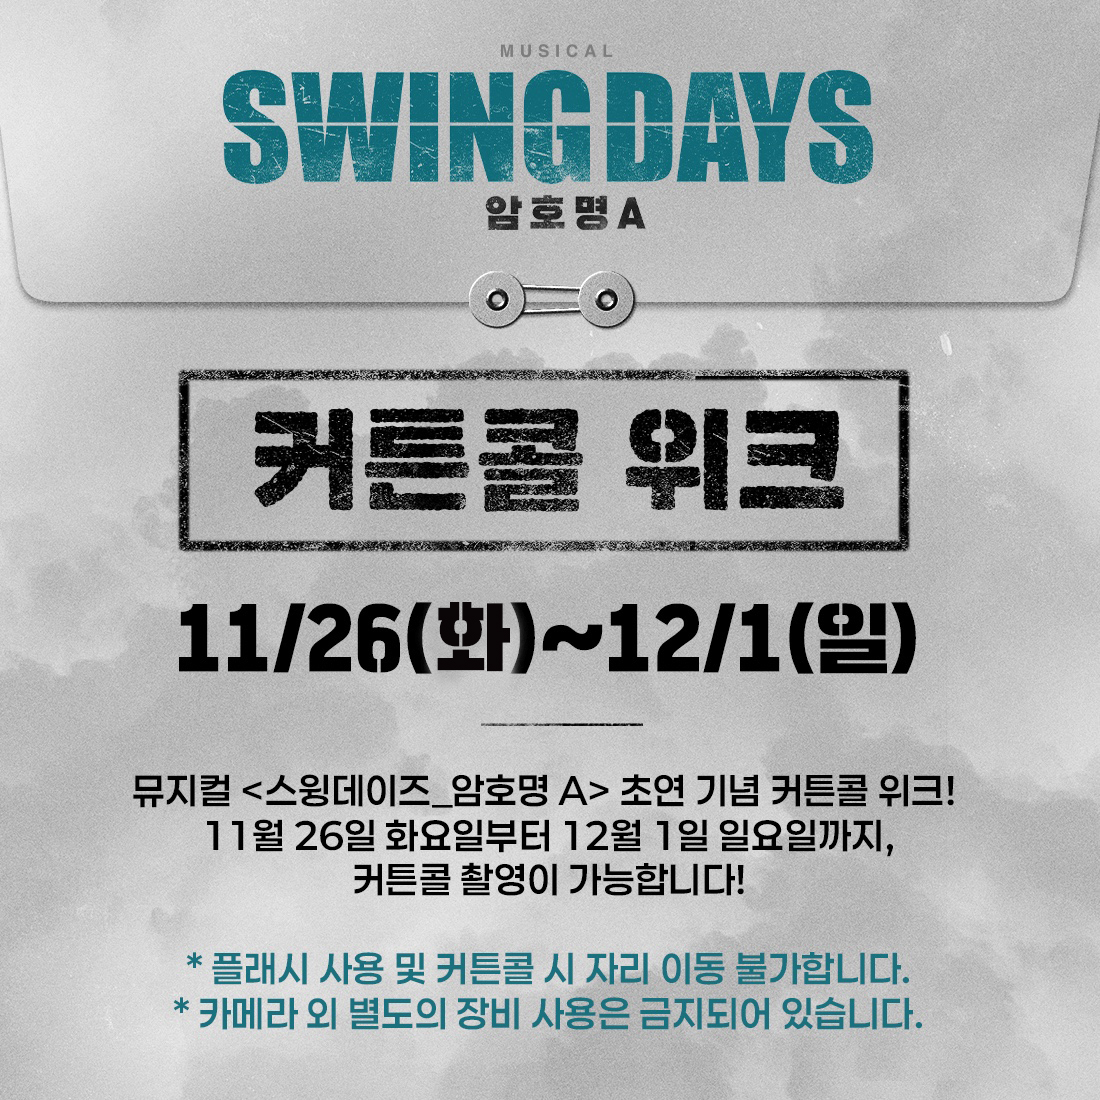 MUSICAL
SWING DAYS
암호명 A
커튼콜 위크
11/26(화)~12/1(일)
뮤지컬 <스윙데이즈_암호명 A> 초연 기념 커튼콜 위크!
11월 26일 화요일부터 12월 1일 일요일까지,
커튼콜 촬영이 가능합니다!
* 플래시 사용 및 커튼콜 시 자리 이동 불가합니다.
* 카메라 외 별도의 장비 사용은 금지되어 있습니다.